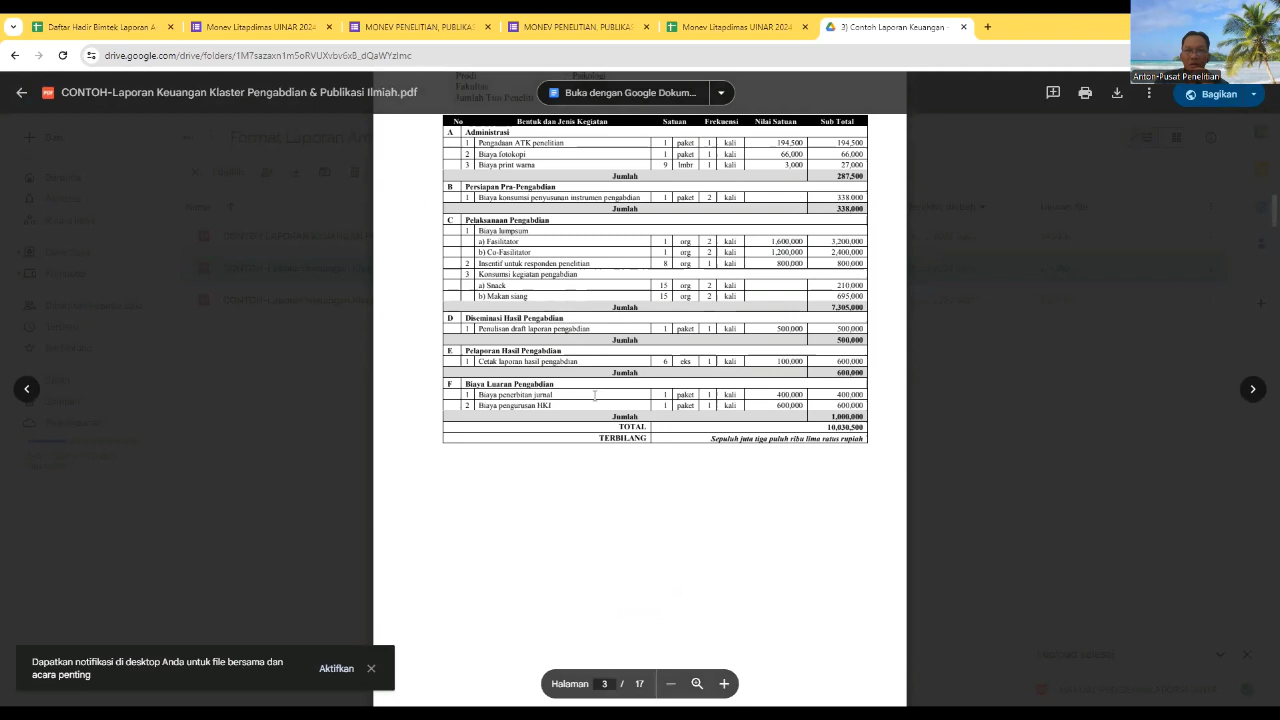 Daftar Hadir Bimtek Laporan A
Monev Litapdimas UINAR 2024
MONEV PENELITIAN, PUBLIKAS
MONEV PENELITIAN, PUBLIKAS
Monev Litapdimas UINAR 2024
3) Contoh Laporan Keuangan -
drive.google.com/drive/folders/
Anton-Pusat Penelitian
Prodi : Psikologi
Fakultas
Jumlah Tim Peneliti
CONTOH-Laporan Keuangan Klaster Pengabdian & Publikasi Ilmiah.pdf
Buka dengan Google Dokum...
Bagikan
No Bentuk dan Jenis Kegiatan Satuan Frekuensi Nilai Satuan Sub Total
A Administrasi
1 Pengadaan ATK penelitian 1 paket 1 kali 194,500 194,500
2 Biaya fotokopi 1 paket 1 kali 66,000 66,000
3 Biaya print warna 9 lmbr 1 kali 3,000 27,000
Jumlah 287,500
B Persiapan Pra-Pengabdian
1 Biaya konsumsi penyusunan instrumen pengabdian 1 paket 2 kali 338.000
Jumlah 338,000
C Pelaksanaan Pengabdian
1 Biaya lumpsum
a) Fasilitator 1 org 2 kali 1,600,000 3,200,000
b) Co-Fasilitator 1 org 2 kali 1,200,000 2,400,000
2 Insentif untuk responden penelitian 8 org 1 kali 800,000 800,000
3 Konsumsi kegiatan pengabdian
a) Snack 15 org 2 kali 210,000
b) Makan siang 15 org 2 kali 695,000
Jumlah 7,305,000
D Diseminasi Hasil Pengabdian
1 Penulisan draft laporan pengabdian 1 paket 1 kali 500,000 500,000
Jumlah 500,000
E Pelaporan Hasil Pengabdian
1 Cetak laporan hasil pengabdian 6 eks 1 kali 100,000 600,000
Jumlah 600,000
F Biaya Luaran Pengabdian
1 Biaya penerbitan jurnal 1 paket 1 kali 400,000 400,000
2 Biaya pengurusan HKI 1 paket 1 kali 600,000 600,000
Jumlah 1,000,000
TOTAL 10,030,500
TERBILANG Sepuluh juta tiga puluh ribu lima ratus rupiah
Dapatkan notifikasi di desktop Anda untuk file bersama dan
acara penting
Aktifkan
Halaman 3 / 17